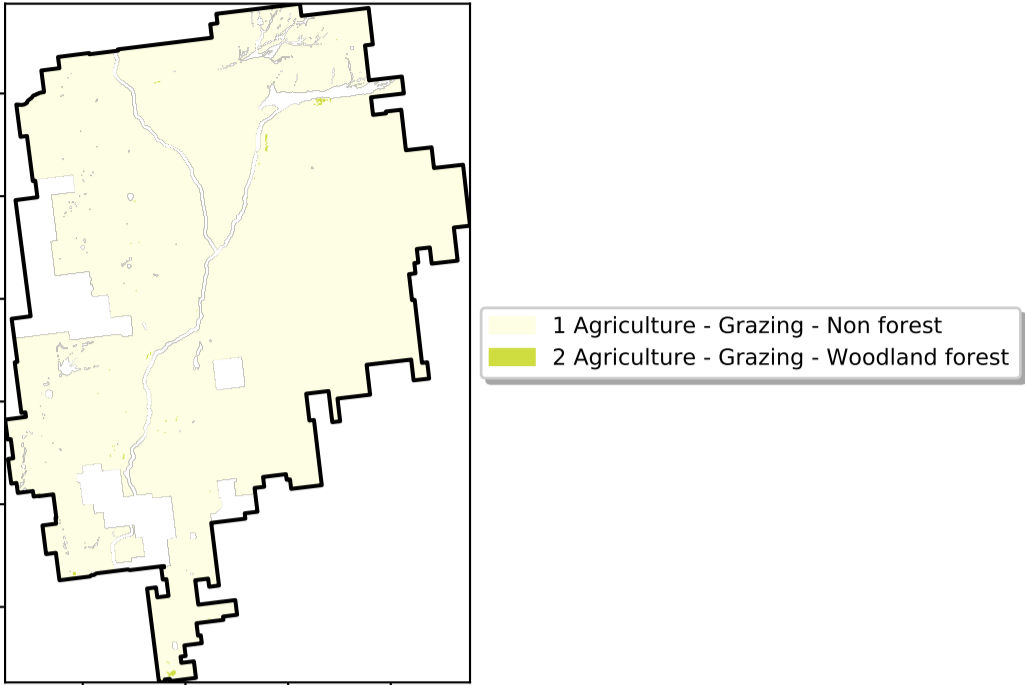 1 Agriculture - Grazing - Non forest
2 Agriculture - Grazing - Woodland forest